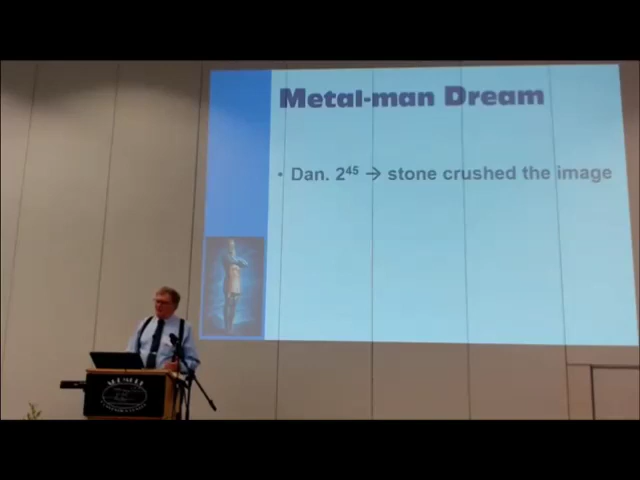 Metal-man Dream
• Dan. 2⁴⁵ → stone crushed the image